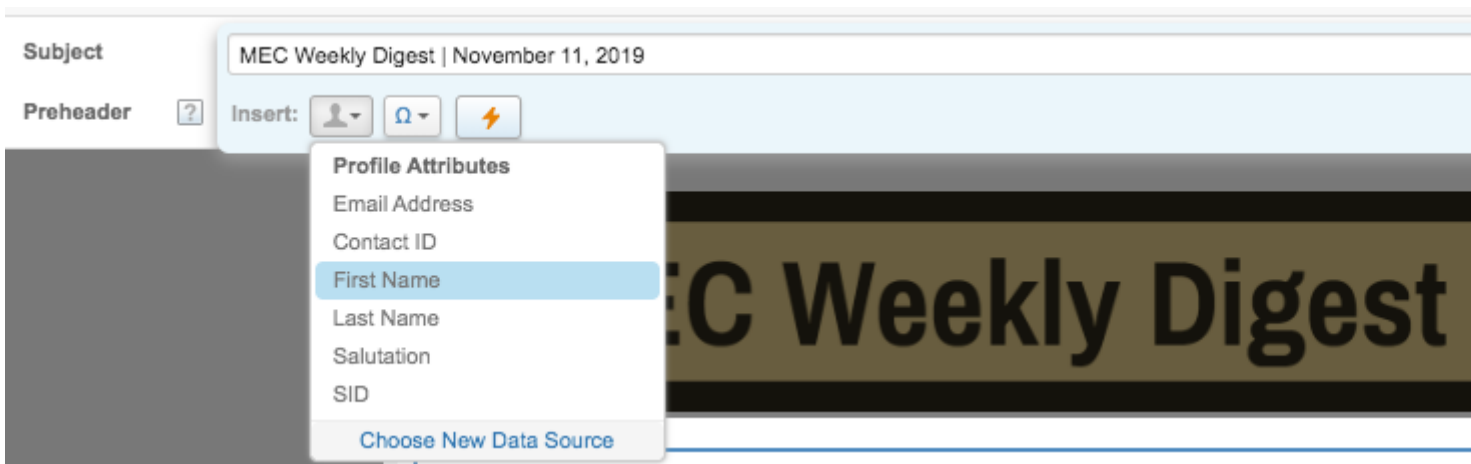 Subject
MEC Weekly Digest | November 11, 2019
Preheader ? Insert: Ω
Profile Attributes
Email Address
Contact ID
First Name
Last Name
Salutation
SID
Choose New Data Source
EC Weekly Digest